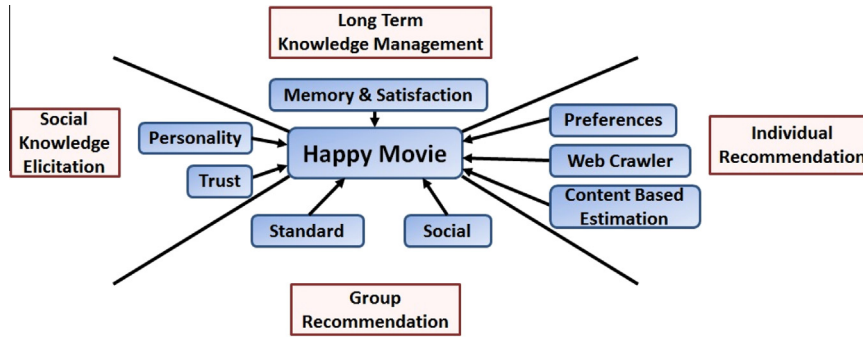 Long Term
Knowledge Management
Memory & Satisfaction
Social
Knowledge
Elicitation
Personality
Happy Movie
Preferences
Web Crawler
Individual
Recommendation
Trust
Content Based
Estimation
Standard
Social
Group
Recommendation